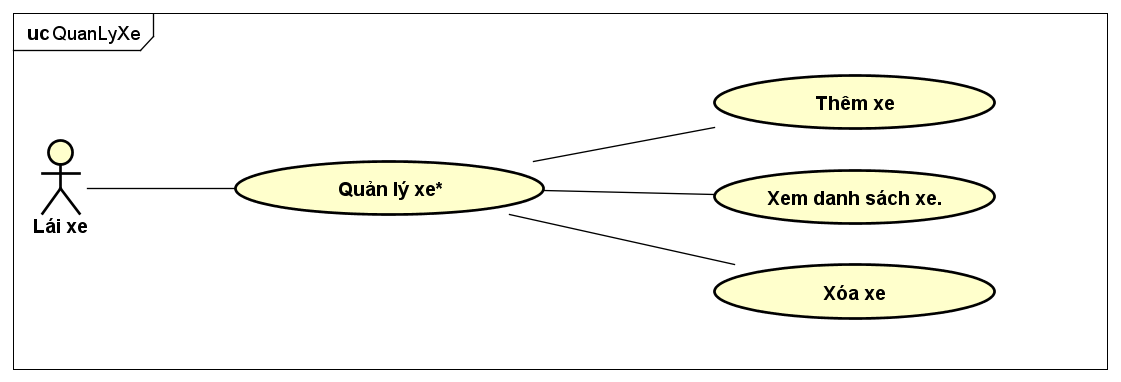 uc QuanLyXe
Thêm xe
Lái xe
Quản lý xe*
Xem danh sách xe.
Xóa xe